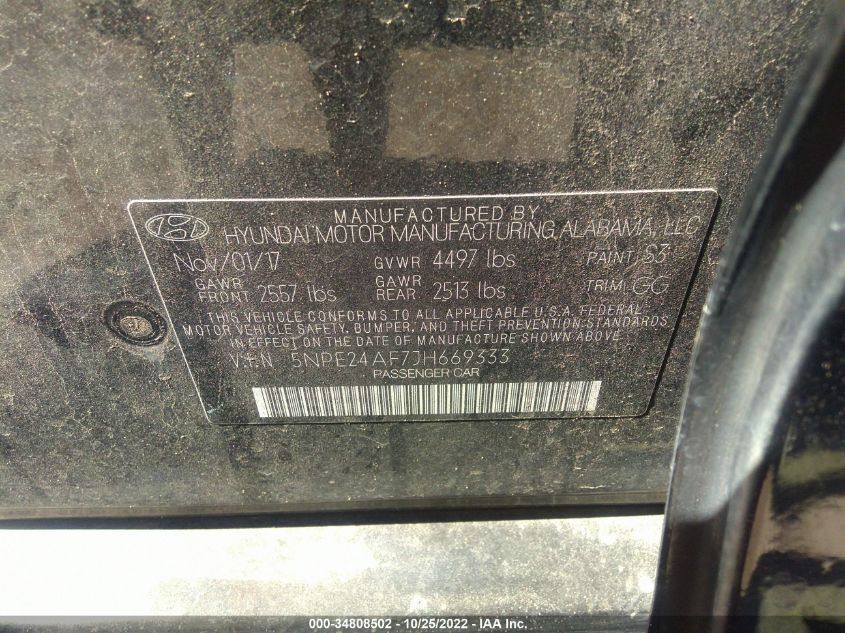 MANUFACTURED BY
HYUNDAI MOTOR MANUFACTURING ALABAMA, LLC
Nov/01/17 GVWR 4497 lbs PAINT: S3
GAWR FRONT 2557 lbs GAWR REAR 2513 lbs TRIM: GG
THIS VEHICLE CONFORMS TO ALL APPLICABLE U.S.A. FEDERAL
MOTOR VEHICLE SAFETY, BUMPER, AND THEFT PREVENTION STANDARDS
IN EFFECT ON THE DATE OF MANUFACTURE SHOWN ABOVE
V.I.N 5NPE24AF7JH669333
PASSENGER CAR
000-34808502 - 10/25/2022 - IAA Inc.